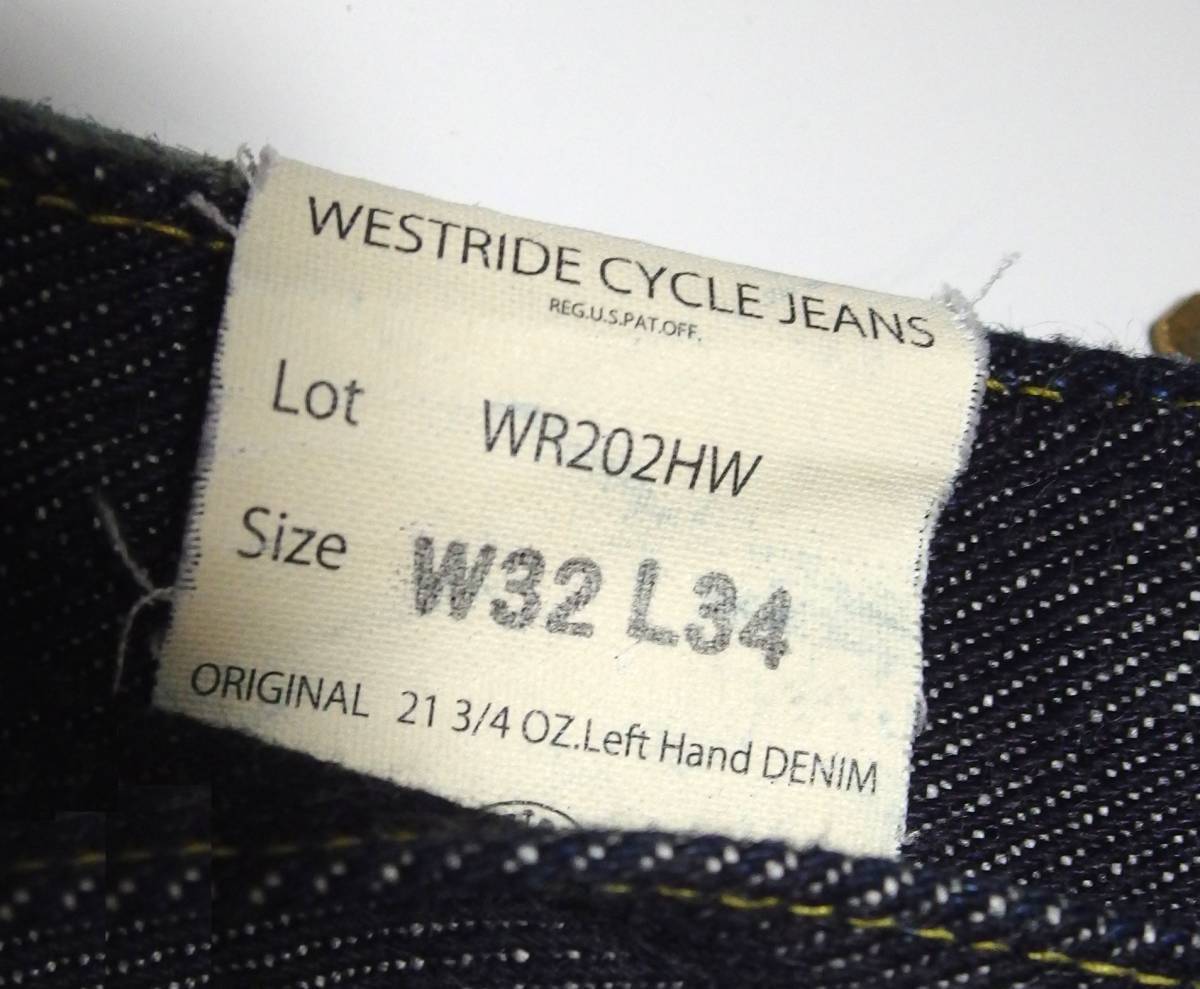 WESTRIDE CYCLE JEANS
REG.U.S.PAT.OFF.
Lot WR202HW
Size W32 L34
ORIGINAL 21 3/4 OZ.Left Hand DENIM